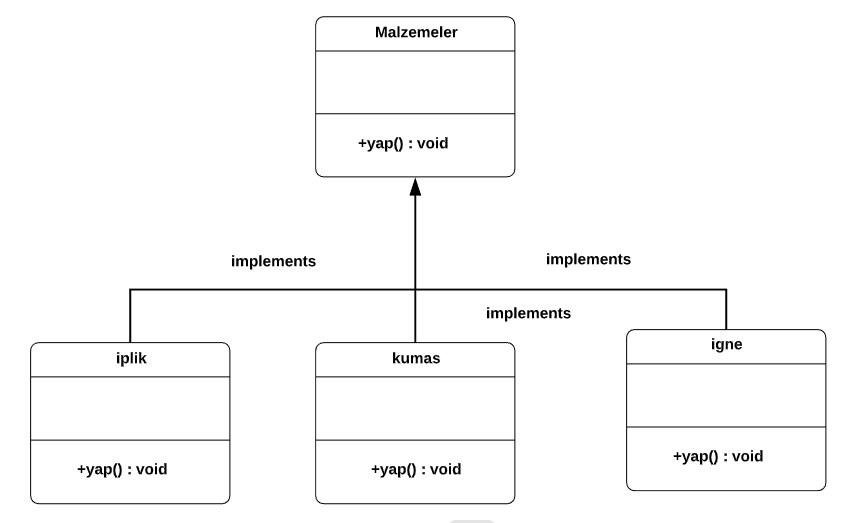 Malzemeler
+yap() : void
implements
implements
implements
iplik
+yap() : void
kumas
+yap() : void
igne
+yap() : void